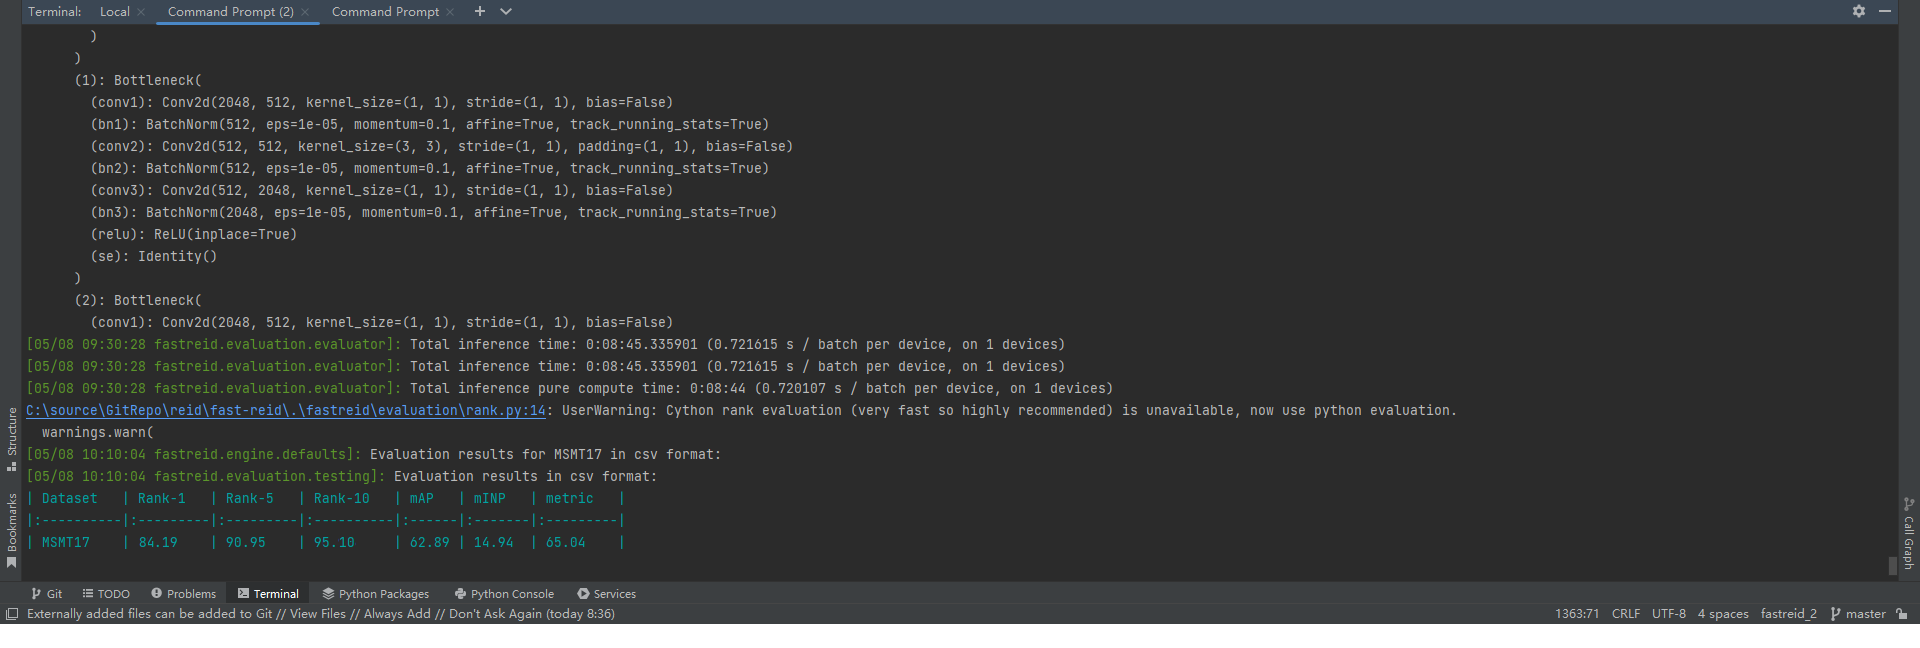 Terminal: Local × Command Prompt (2) × Command Prompt × +
)
)
(1): Bottleneck(
(conv1): Conv2d(2048, 512, kernel_size=(1, 1), stride=(1, 1), bias=False)
(bn1): BatchNorm(512, eps=1e-05, momentum=0.1, affine=True, track_running_stats=True)
(conv2): Conv2d(512, 512, kernel_size=(3, 3), stride=(1, 1), padding=(1, 1), bias=False)
(bn2): BatchNorm(512, eps=1e-05, momentum=0.1, affine=True, track_running_stats=True)
(conv3): Conv2d(512, 2048, kernel_size=(1, 1), stride=(1, 1), bias=False)
(bn3): BatchNorm(2048, eps=1e-05, momentum=0.1, affine=True, track_running_stats=True)
(relu): ReLU(inplace=True)
(se): Identity()
)
(2): Bottleneck(
(conv1): Conv2d(2048, 512, kernel_size=(1, 1), stride=(1, 1), bias=False)
[05/08 09:30:28 fastreid.evaluation.evaluator]: Total inference time: 0:08:45.335901 (0.721615 s / batch per device, on 1 devices)
[05/08 09:30:28 fastreid.evaluation.evaluator]: Total inference time: 0:08:45.335901 (0.721615 s / batch per device, on 1 devices)
[05/08 09:30:28 fastreid.evaluation.evaluator]: Total inference pure compute time: 0:08:44 (0.720107 s / batch per device, on 1 devices)
C:\source\GitRepo\reid\fast-reid\.\fastreid\evaluation\rank.py:14: UserWarning: Cython rank evaluation (very fast so highly recommended) is unavailable, now use python evaluation.
warnings.warn(
[05/08 10:10:04 fastreid.engine.defaults]: Evaluation results for MSMT17 in csv format:
[05/08 10:10:04 fastreid.evaluation.testing]: Evaluation results in csv format:
| Dataset | Rank-1 | Rank-5 | Rank-10 | mAP | mINP | metric |
|:----------|:---------|:---------|:----------|:------|:-------|:---------|
| MSMT17 | 84.19 | 90.95 | 95.10 | 62.89 | 14.94 | 65.04 |
Structure
Bookmarks
Call Graph
Git TODO Problems Terminal Python Packages Python Console Services
Externally added files can be added to Git // View Files // Always Add // Don't Ask Again (today 8:36) 1363:71 CRLF UTF-8 4 spaces fastreid_2 master